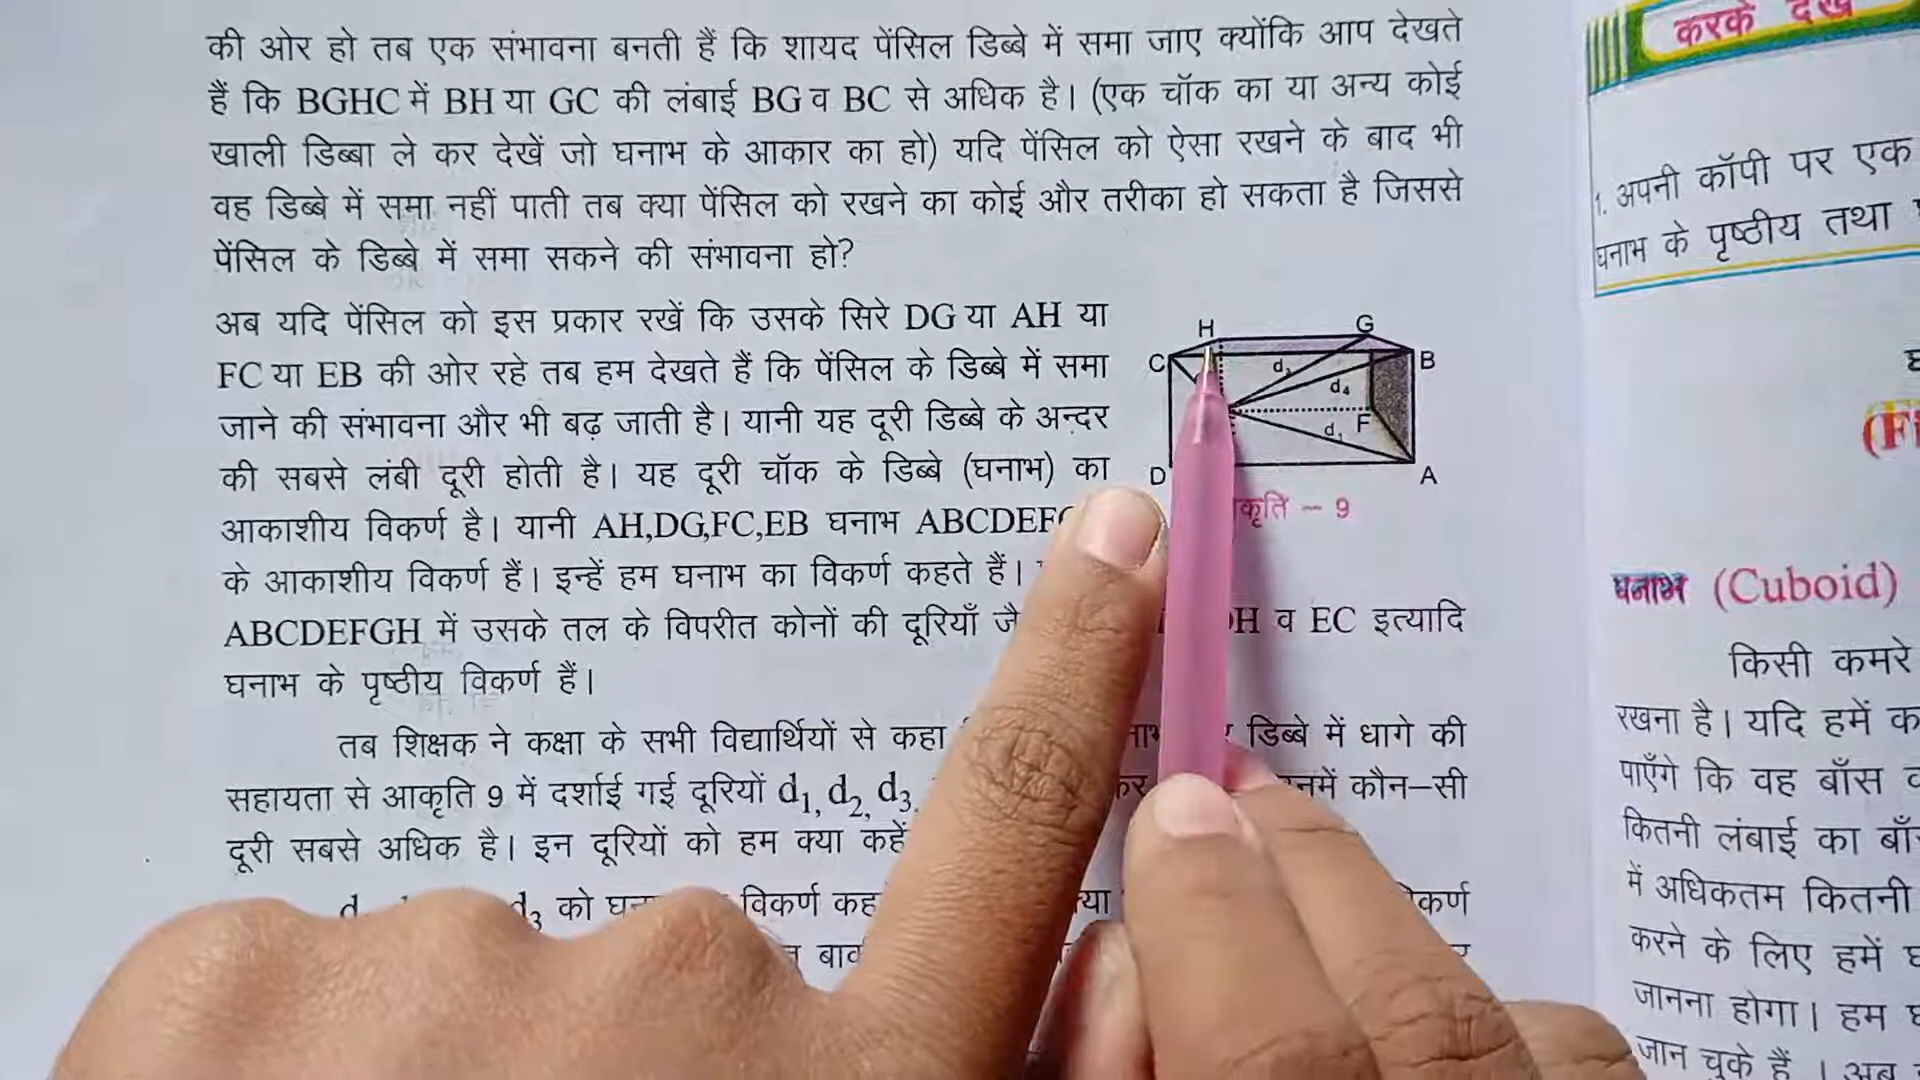 की ओर हो तब एक संभावना बनती हैं कि शायद पेंसिल डिब्बे में समा जाए क्योंकि आप देखते
हैं कि BGHC में BH या GC की लंबाई BG व BC से अधिक है। (एक चॉक का या अन्य कोई
खाली डिब्बा ले कर देखें जो घनाभ के आकार का हो) यदि पेंसिल को ऐसा रखने के बाद भी
वह डिब्बे में समा नहीं पाती तब क्या पेंसिल को रखने का कोई और तरीका हो सकता है जिससे
पेंसिल के डिब्बे में समा सकने की संभावना हो?
अब यदि पेंसिल को इस प्रकार रखें कि उसके सिरे DG या AH या
FC या EB की ओर रहे तब हम देखते हैं कि पेंसिल के डिब्बे में समा
जाने की संभावना और भी बढ़ जाती है। यानी यह दूरी डिब्बे के अन्दर
की सबसे लंबी दूरी होती है। यह दूरी चॉक के डिब्बे (घनाभ) का
आकाशीय विकर्ण है। यानी AH,DG,FC,EB घनाभ
के आकाशीय विकर्ण हैं। इन्हें हम घनाभ का विकर्ण कहते हैं।
ABCDEFGH में उसके तल के विपरीत कोनों की दूरियाँ व EC इत्यादि
घनाभ के पृष्ठीय विकर्ण हैं।
तब शिक्षक ने कक्षा के सभी विद्यार्थियों से कहा डिब्बे में धागे की
सहायता से आकृति 9 में दर्शाई गई दूरियों d₁, d₂, d₃, कौन–सी
दूरी सबसे अधिक है। इन दूरियों को हम क्या कहें
को विकर्ण
H G
C B
d₄
F
d₁
D A
– 9
करके देखें
1. अपनी कॉपी पर एक
घनाभ के पृष्ठीय तथा
घनाभ (Cuboid)
किसी कमरे
रखना है। यदि हमें
पाएँगे कि वह बाँस
कितनी लंबाई का
में अधिकतम कितनी
करने के लिए हमें
जानना होगा। हम
जान चुके हैं । अब